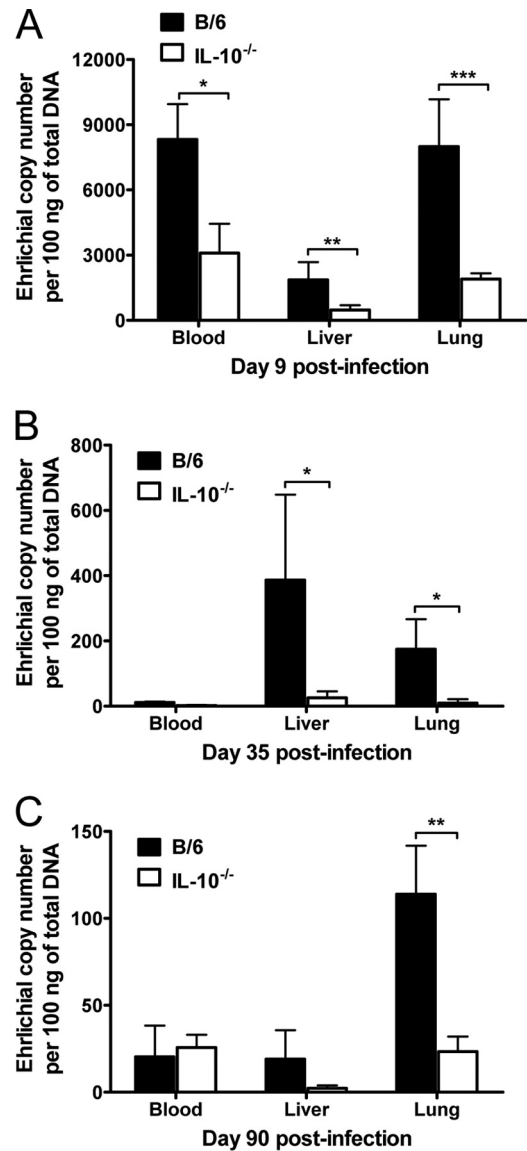 A
B/6
IL-10-/-
Ehrlichial copy number
per 100 ng of total DNA
12000
9000
6000
3000
0
*
**
***
Blood Liver Lung
Day 9 post-infection
B
B/6
IL-10-/-
Ehrlichial copy number
per 100 ng of total DNA
800
600
400
200
0
*
*
Blood Liver Lung
Day 35 post-infection
C
B/6
IL-10-/-
Ehrlichial copy number
per 100 ng of total DNA
150
100
50
0
**
Blood Liver Lung
Day 90 post-infection